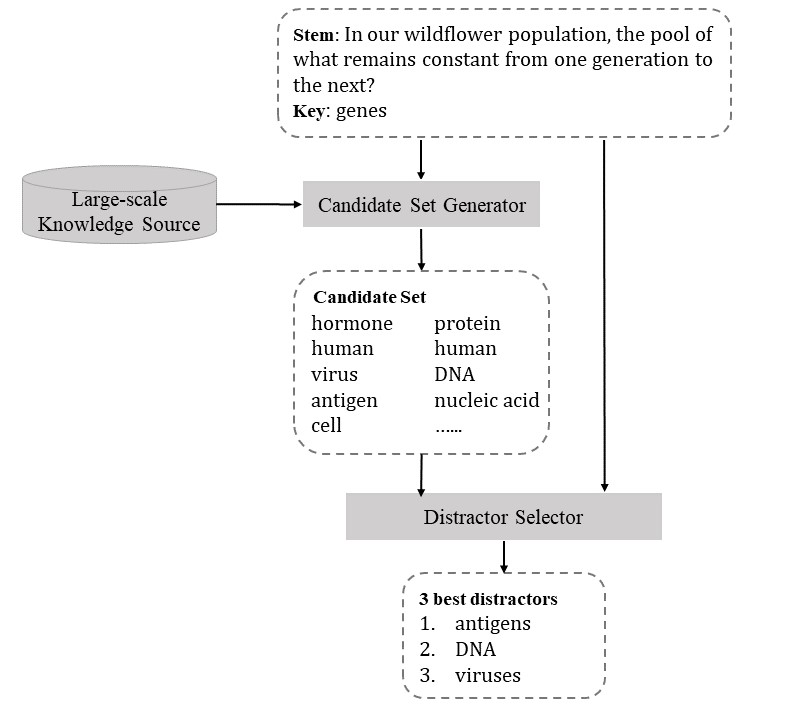 Stem: In our wildflower population, the pool of
what remains constant from one generation to
the next?
Key: genes
Large-scale
Knowledge Source
Candidate Set Generator
Candidate Set
hormone protein
human human
virus DNA
antigen nucleic acid
cell ......
Distractor Selector
3 best distractors
1. antigens
2. DNA
3. viruses